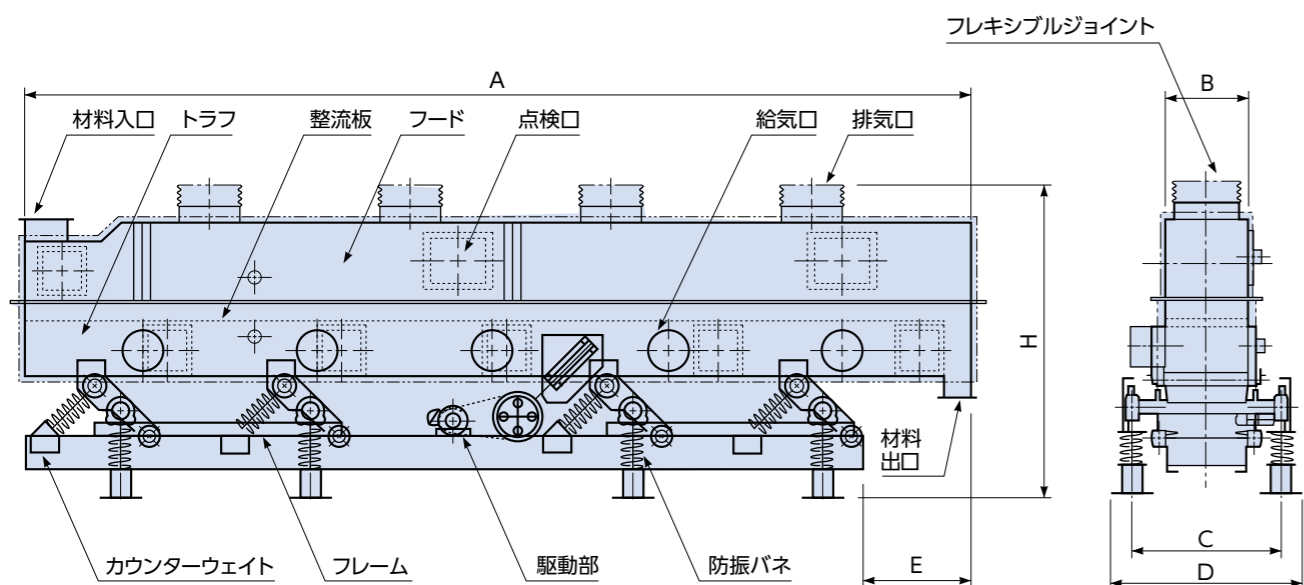 フレキシブルジョイント
A
B
材料入口
トラフ
整流板
フード
点検口
給気口
排気口
H
材料
出口
カウンターウェイト
フレーム
駆動部
防振バネ
E
C
D